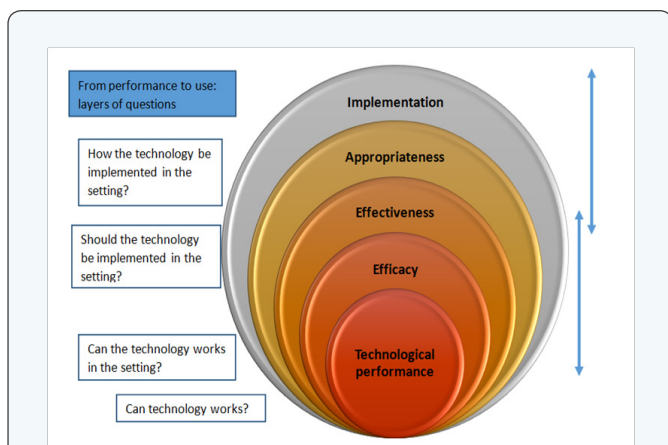 From performance to use:
layers of questions
How the technology be
implemented in the
setting?
Should the technology
be implemented in the
setting?
Can the technology works
in the setting?
Can technology works?
Implementation
Appropriateness
Effectiveness
Efficacy
Technological
performance